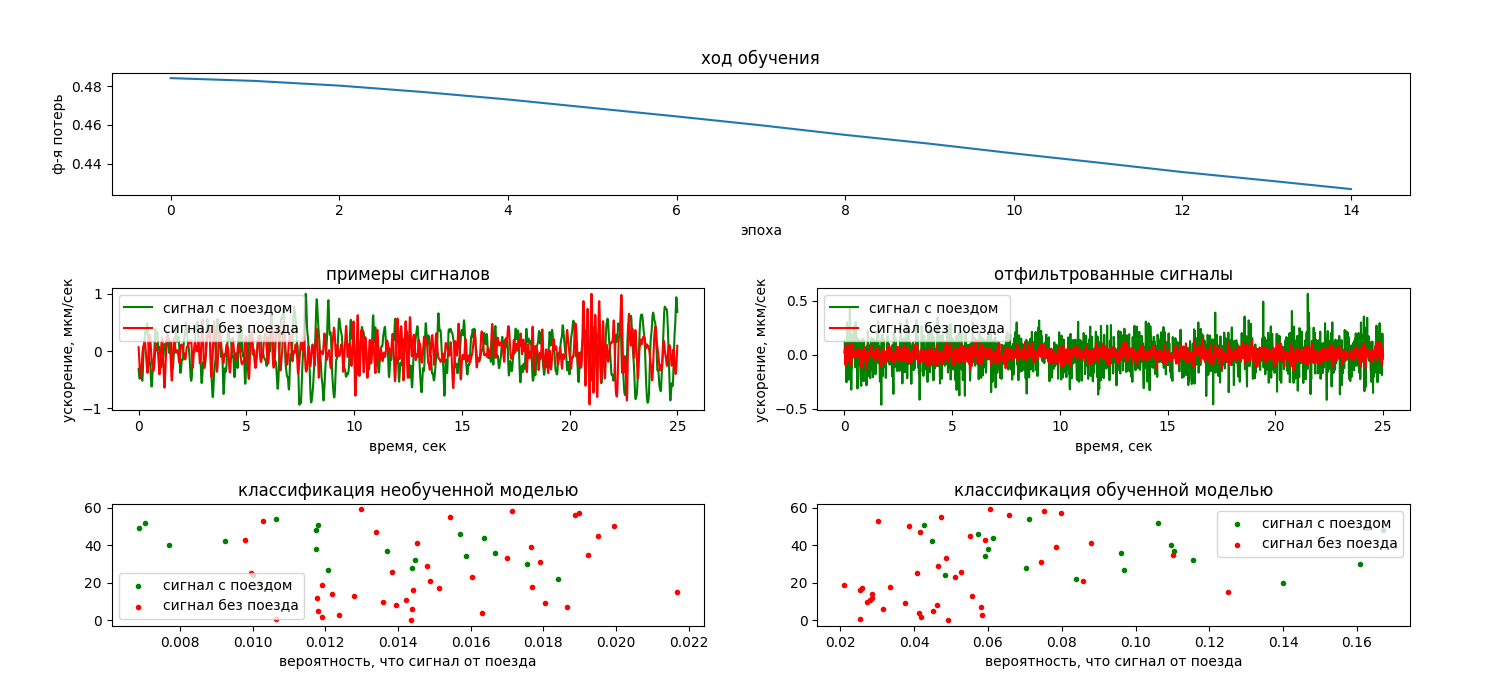 ход обучения
ф-я потерь
0.48
0.46
0.44
0 2 4 6 8 10 12 14
эпоха
примеры сигналов
ускорение, мкм/сек
1
0
−1
сигнал с поездом
сигнал без поезда
0 5 10 15 20 25
время, сек
отфильтрованные сигналы
ускорение, мкм/сек
0.5
0.0
−0.5
сигнал с поездом
сигнал без поезда
0 5 10 15 20 25
время, сек
классификация необученной моделью
60
40
20
0
сигнал с поездом
сигнал без поезда
0.008 0.010 0.012 0.014 0.016 0.018 0.020 0.022
вероятность, что сигнал от поезда
классификация обученной моделью
60
40
20
0
сигнал с поездом
сигнал без поезда
0.02 0.04 0.06 0.08 0.10 0.12 0.14 0.16
вероятность, что сигнал от поезда